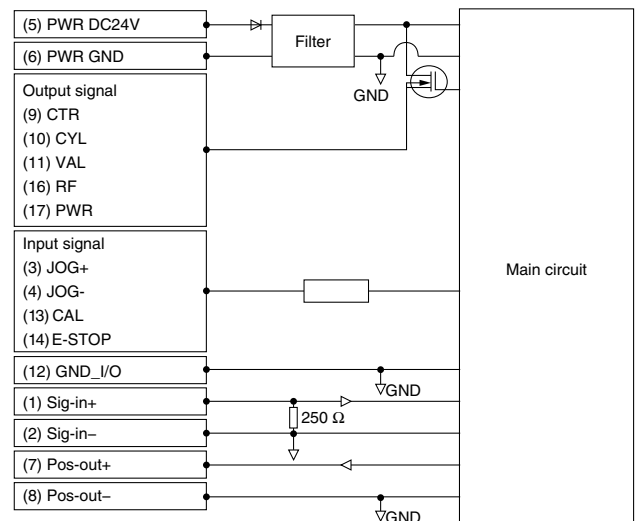 (5) PWR DC24V
Filter
(6) PWR GND
GND
Output signal
(9) CTR
(10) CYL
(11) VAL
(16) RF
(17) PWR
Input signal
(3) JOG+
(4) JOG-
(13) CAL
(14) E-STOP
Main circuit
(12) GND_I/O
GND
(1) Sig-in+
250 Ω
(2) Sig-in–
(7) Pos-out+
(8) Pos-out–
GND